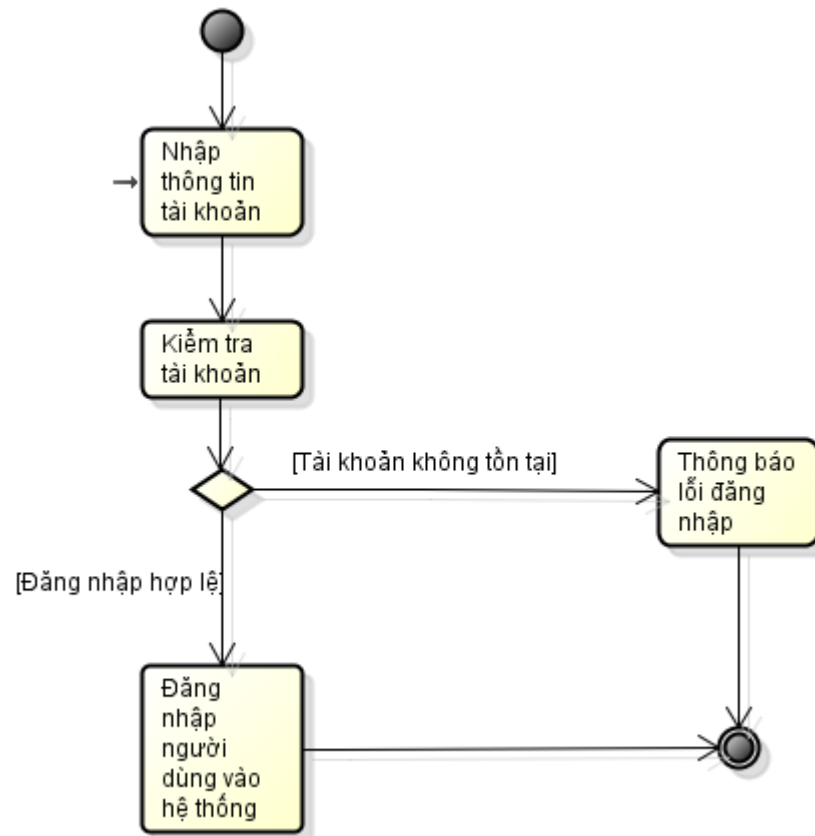 Nhập
thông tin
tài khoản
Kiểm tra
tài khoản
[Tài khoản không tồn tại]
Thông báo
lỗi đăng
nhập
[Đăng nhập hợp lệ]
Đăng
nhập
người
dùng vào
hệ thống